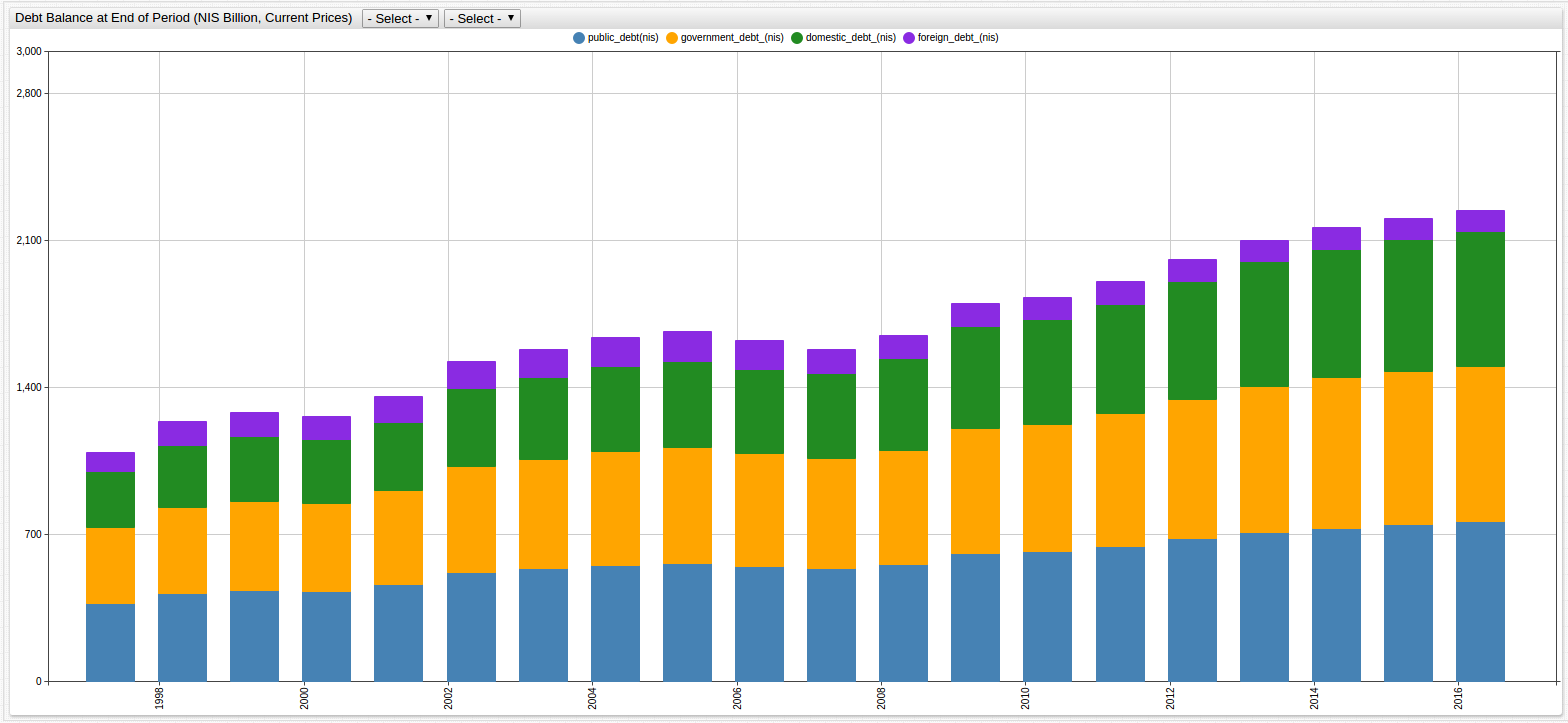 Debt Balance at End of Period (NIS Billion, Current Prices) - Select - - Select -
public_debt(nis) government_debt_(nis) domestic_debt_(nis) foreign_debt_(nis)
3,000
2,800
2,100
1,400
700
0
1998 2000 2002 2004 2006 2008 2010 2012 2014 2016